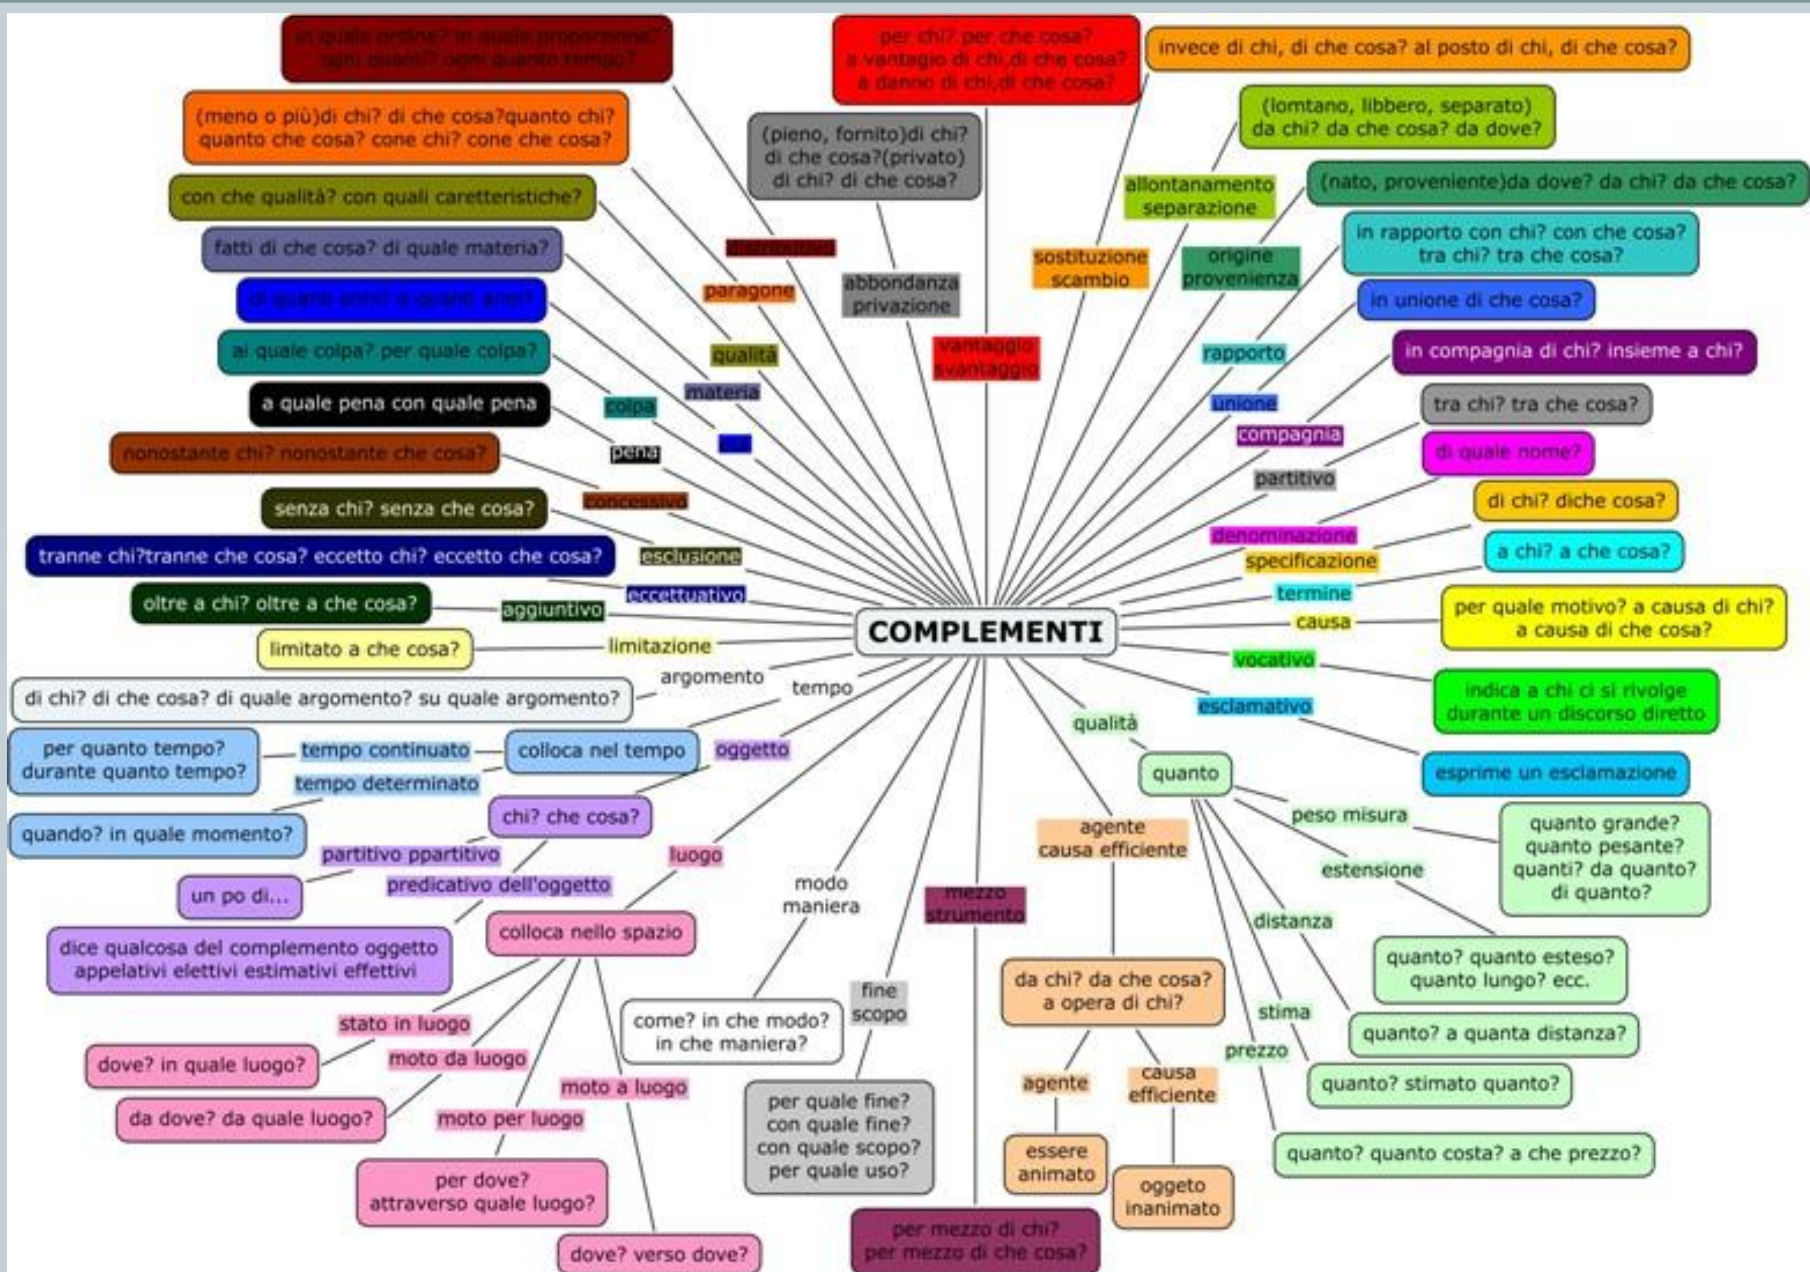 in quale ordine? in quale proporzione?
ogni quanti? ogni quanto tempo?
per chi? per che cosa?
a vantagio di chi,di che cosa?
a danno di chi,di che cosa?
invece di chi, di che cosa? al posto di chi, di che cosa?
(meno o più)di chi? di che cosa?quanto chi?
quanto che cosa? cone chi? cone che cosa?
(pieno, fornito)di chi?
di che cosa?(privato)
di chi? di che cosa?
(lomtano, libbero, separato)
da chi? da che cosa? da dove?
con che qualità? con quali caretteristiche?
allontanamento
separazione
(nato, proveniente)da dove? da chi? da che cosa?
fatti di che cosa? di quale materia?
distributivo
in rapporto con chi? con che cosa?
tra chi? tra che cosa?
sostituzione
scambio
origine
provenienza
di quanti anni? a quanti anni?
paragone
abbondanza
privazione
in unione di che cosa?
ai quale colpa? per quale colpa?
qualità
vantaggio
svantaggio
rapporto
in compagnia di chi? insieme a chi?
a quale pena con quale pena
materia
colpa
unione
tra chi? tra che cosa?
nonostante chi? nonostante che cosa?
pena
compagnia
di quale nome?
partitivo
senza chi? senza che cosa?
concessivo
di chi? diche cosa?
denominazione
tranne chi?tranne che cosa? eccetto chi? eccetto che cosa?
esclusione
specificazione
a chi? a che cosa?
oltre a chi? oltre a che cosa?
aggiuntivo
eccettuativo
termine
per quale motivo? a causa di chi?
a causa di che cosa?
causa
COMPLEMENTI
limitato a che cosa?
limitazione
vocativo
di chi? di che cosa? di quale argomento? su quale argomento?
argomento
tempo
indica a chi ci si rivolge
durante un discorso diretto
esclamativo
qualità
per quanto tempo?
durante quanto tempo?
tempo continuato
colloca nel tempo
oggetto
quanto
esprime un esclamazione
tempo determinato
quando? in quale momento?
chi? che cosa?
peso misura
quanto grande?
quanto pesante?
quanti? da quanto?
di quanto?
agente
causa efficiente
partitivo ppartitivo
luogo
estensione
un po di...
predicativo dell'oggetto
modo
maniera
mezzo
strumento
distanza
colloca nello spazio
dice qualcosa del complemento oggetto
appelativi elettivi estimativi effettivi
quanto? quanto esteso?
quanto lungo? ecc.
da chi? da che cosa?
a opera di chi?
fine
scopo
stima
quanto? a quanta distanza?
stato in luogo
come? in che modo?
in che maniera?
prezzo
dove? in quale luogo?
moto da luogo
moto a luogo
agente
causa
efficiente
quanto? stimato quanto?
da dove? da quale luogo?
moto per luogo
per quale fine?
con quale fine?
con quale scopo?
per quale uso?
essere
animato
quanto? quanto costa? a che prezzo?
per dove?
attraverso quale luogo?
oggeto
inanimato
dove? verso dove?
per mezzo di chi?
per mezzo di che cosa?